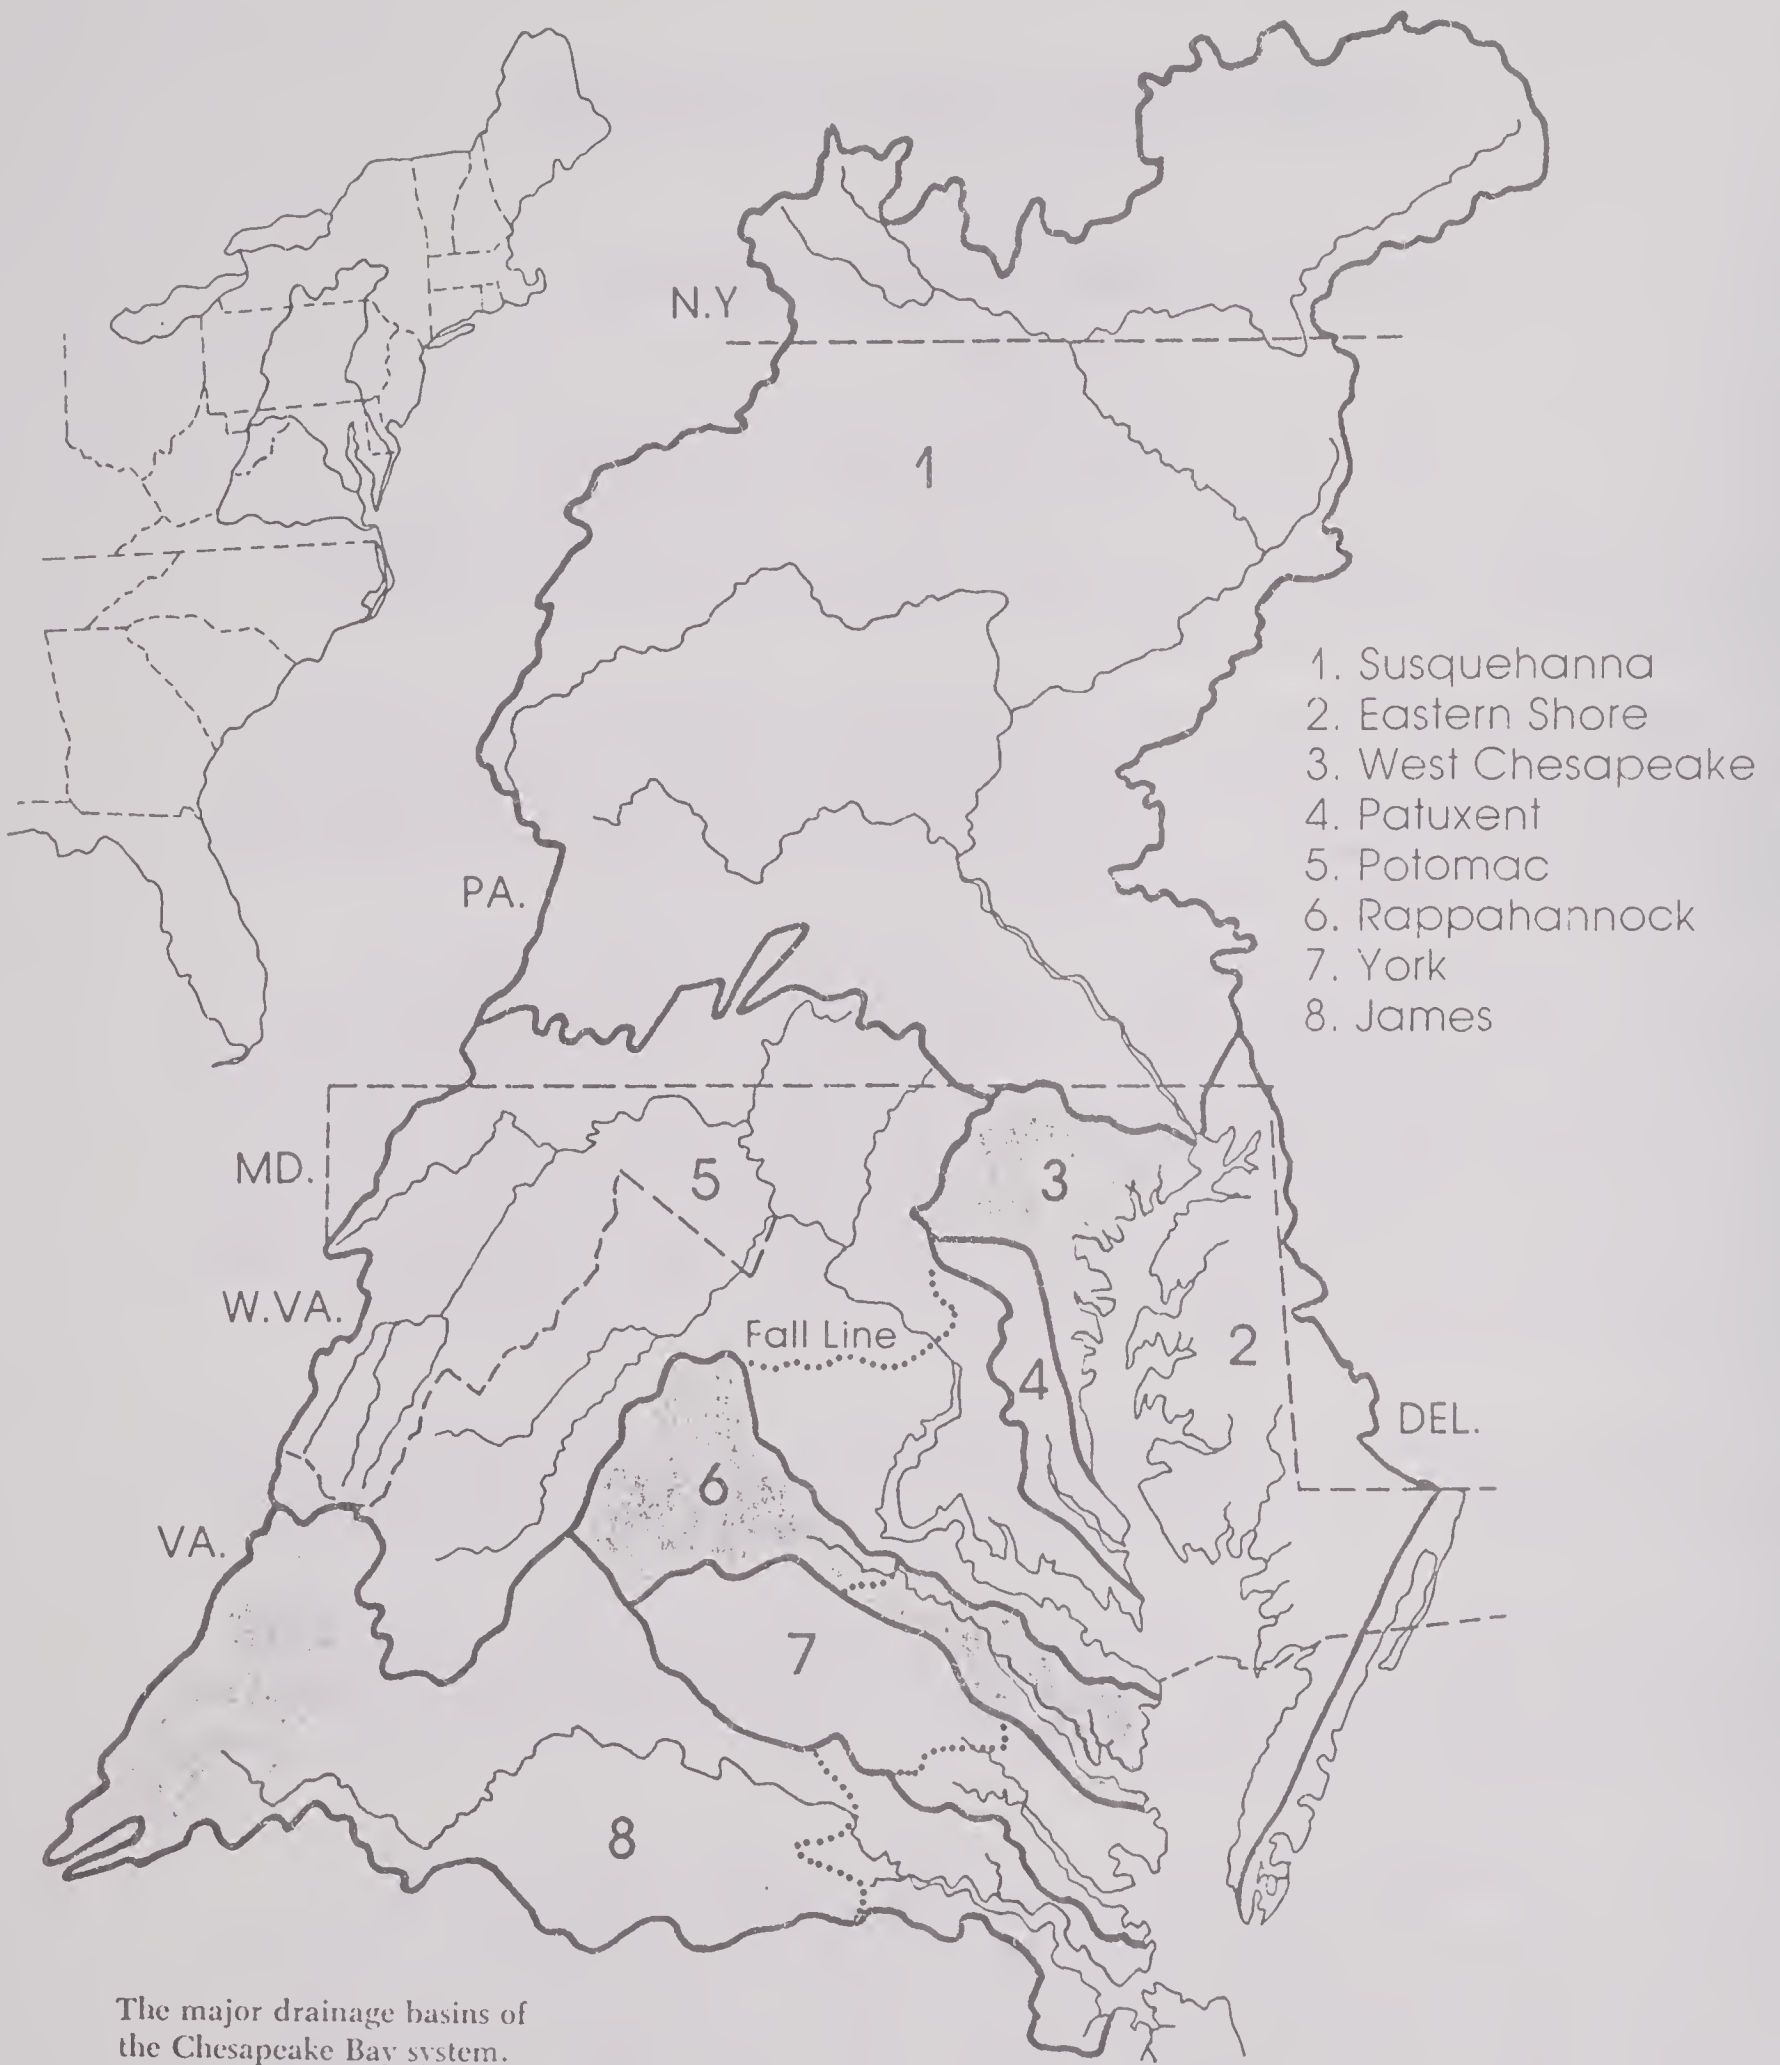 N.Y
1
1. Susquehanna
2. Eastern Shore
3. West Chesapeake
4. Patuxent
5. Potomac
6. Rappahannock
7. York
8. James
PA.
MD.
5
3
W.VA.
Fall Line
2
4
DEL.
6
VA.
7
8
The major drainage basins of
the Chesapeake Bay system.